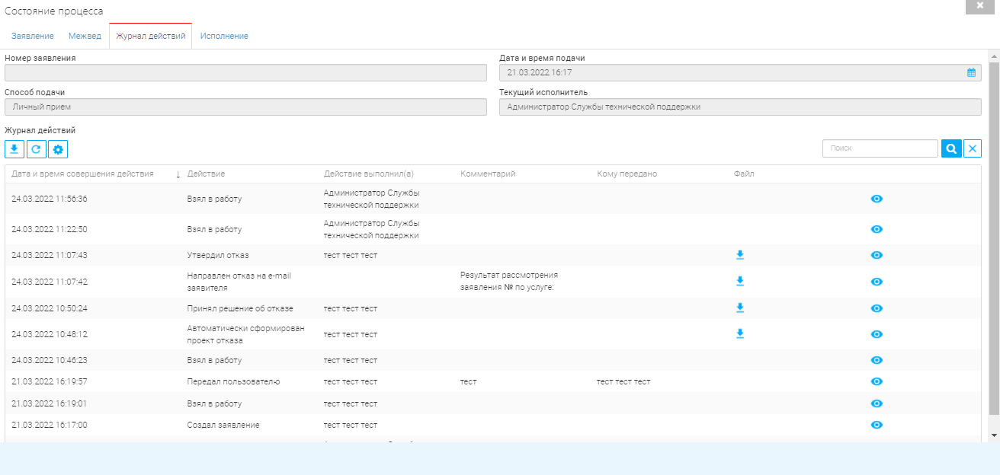 Состояние процесса
Заявление Межвед Журнал действий Исполнение
Номер заявления Дата и время подачи
21.03.2022 16:17
Способ подачи Текущий исполнитель
Личный прием Администратор Службы технической поддержки
Журнал действий
Поиск
Дата и время совершения действия ↓ Действие Действие выполнил(а) Комментарий Кому передано Файл
24.03.2022 11:56:36 Взял в работу Администратор Службы
технической поддержки
24.03.2022 11:22:50 Взял в работу Администратор Службы
технической поддержки
24.03.2022 11:07:43 Утвердил отказ тест тест тест
24.03.2022 11:07:42 Направлен отказ на e-mail Результат рассмотрения
заявителя заявления № по услуге:
24.03.2022 10:50:24 Принял решение об отказе тест тест тест
24.03.2022 10:48:12 Автоматически сформирован тест тест тест
проект отказа
24.03.2022 10:46:23 Взял в работу тест тест тест
21.03.2022 16:19:57 Передал пользователю тест тест тест тест тест тест тест
21.03.2022 16:19:01 Взял в работу тест тест тест
21.03.2022 16:17:00 Создал заявление тест тест тест